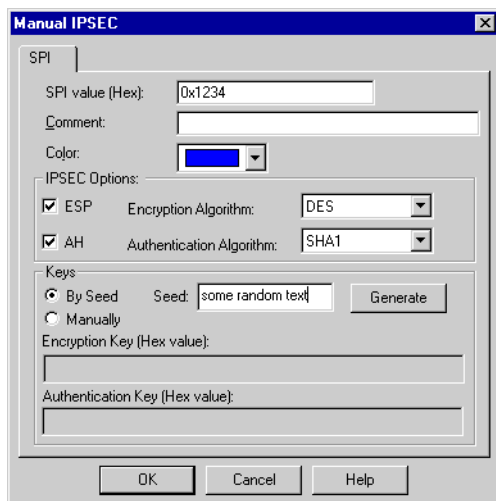 Manual IPSEC
SPI
SPI value (Hex): 0x1234
Comment:
Color:
IPSEC Options:
ESP Encryption Algorithm: DES
AH Authentication Algorithm: SHA1
Keys
By Seed Seed: some random text Generate
Manually
Encryption Key (Hex value):
Authentication Key (Hex value):
OK Cancel Help